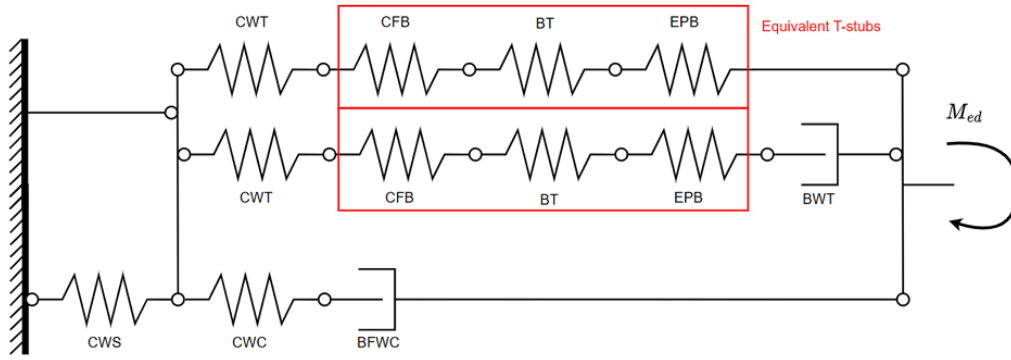 CWT CFB BT EPB Equivalent T-stubs
M_ed
CWT CFB BT EPB BWT
CWS CWC BFWC